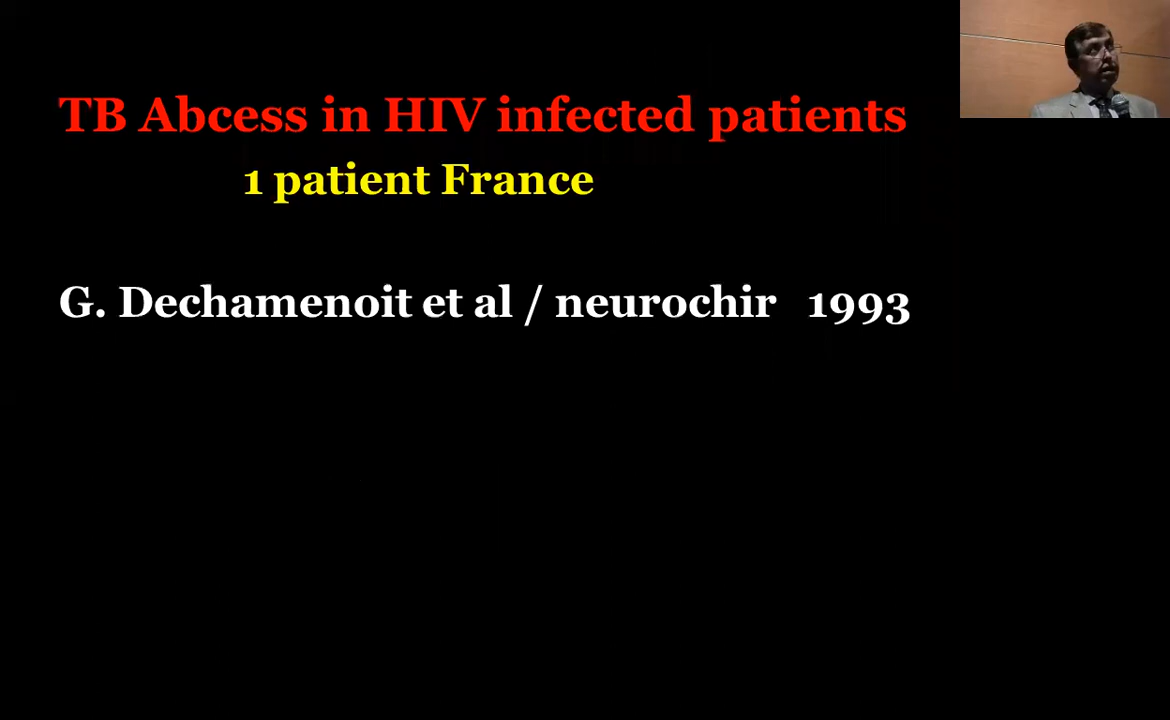 TB Abcess in HIV infected patients
1 patient France
G. Dechamenoit et al / neurochir 1993